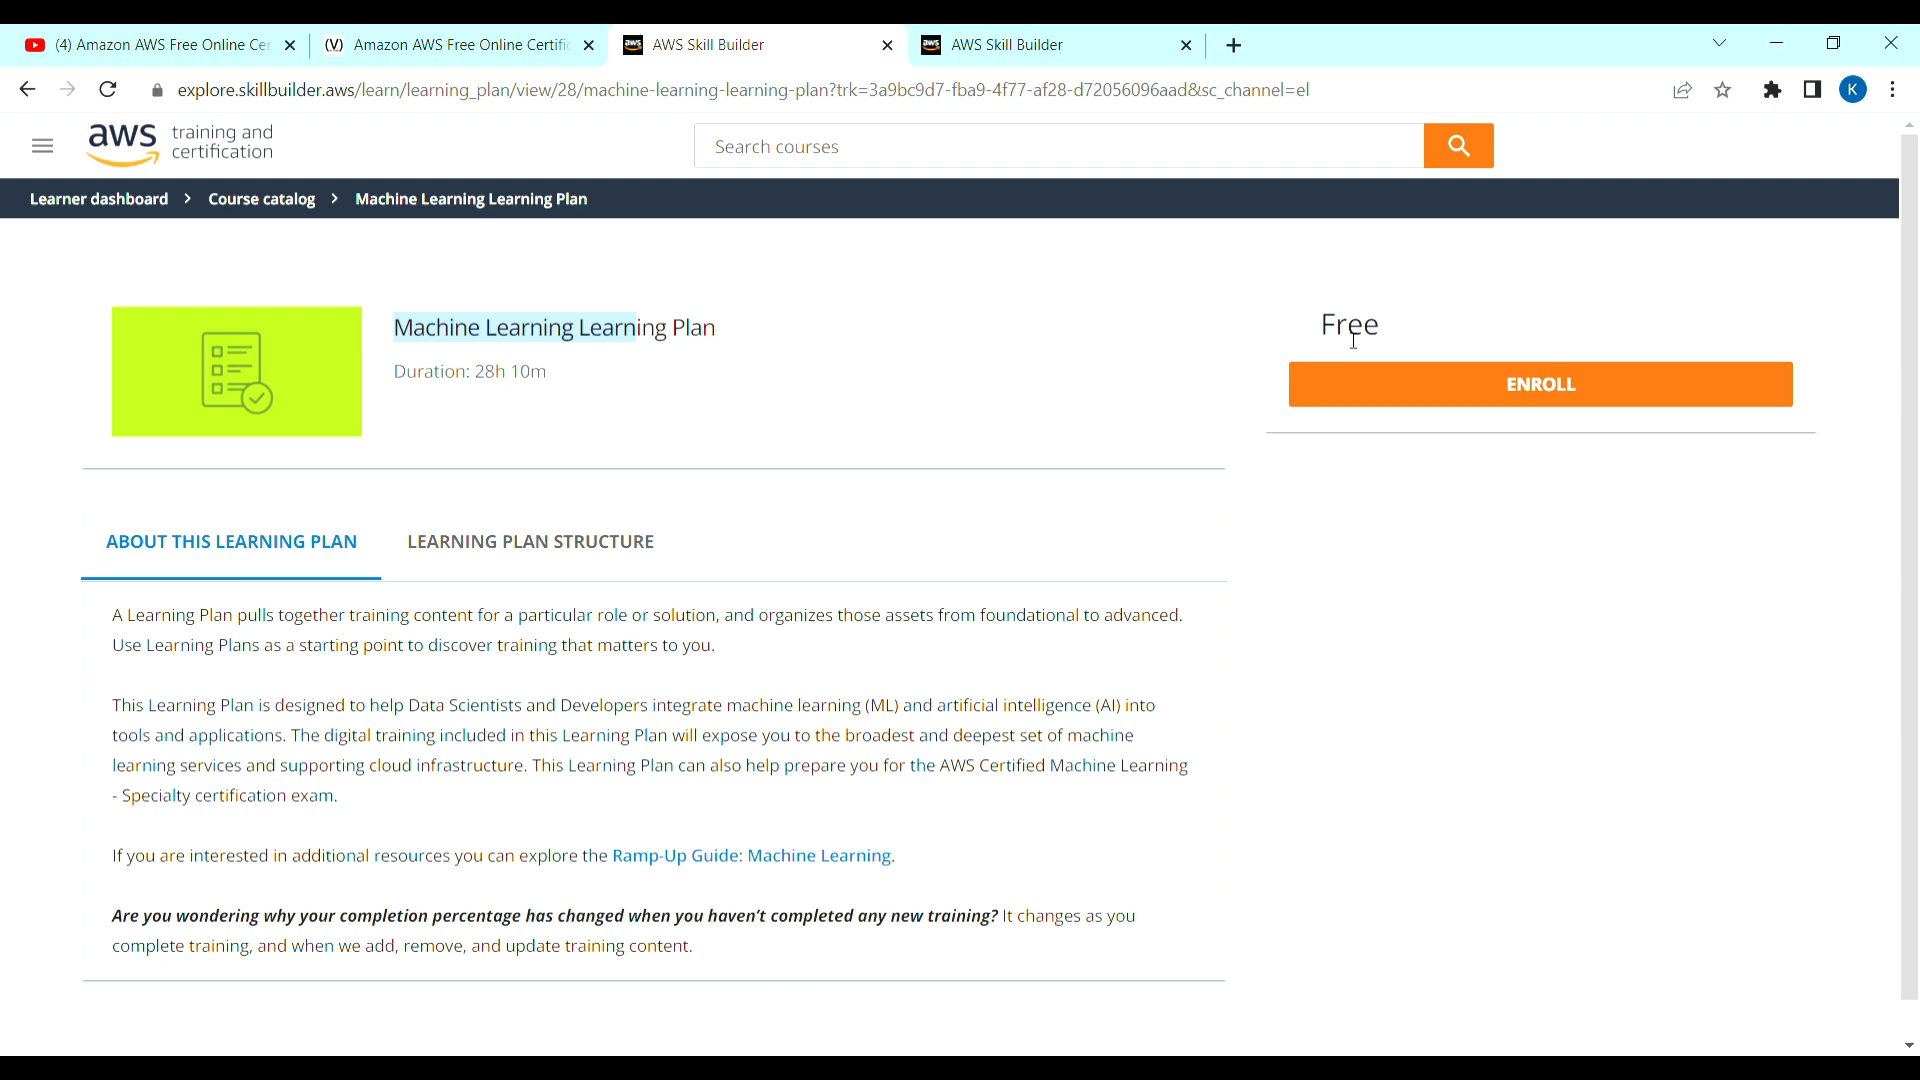 (4) Amazon AWS Free Online Cer
(V) Amazon AWS Free Online Certific
aws AWS Skill Builder
aws AWS Skill Builder
explore.skillbuilder.aws/learn/learning_plan/view/28/machine-learning-learning-plan?trk=3a9bc9d7-fba9-4f77-af28-d72056096aad&sc_channel=el
K
aws training and
certification
Search courses
Learner dashboard > Course catalog > Machine Learning Learning Plan
Machine Learning Learning Plan
Duration: 28h 10m
Free
ENROLL
ABOUT THIS LEARNING PLAN
LEARNING PLAN STRUCTURE
A Learning Plan pulls together training content for a particular role or solution, and organizes those assets from foundational to advanced.
Use Learning Plans as a starting point to discover training that matters to you.
This Learning Plan is designed to help Data Scientists and Developers integrate machine learning (ML) and artificial intelligence (AI) into
tools and applications. The digital training included in this Learning Plan will expose you to the broadest and deepest set of machine
learning services and supporting cloud infrastructure. This Learning Plan can also help prepare you for the AWS Certified Machine Learning
- Specialty certification exam.
If you are interested in additional resources you can explore the Ramp-Up Guide: Machine Learning.
Are you wondering why your completion percentage has changed when you haven't completed any new training? It changes as you
complete training, and when we add, remove, and update training content.